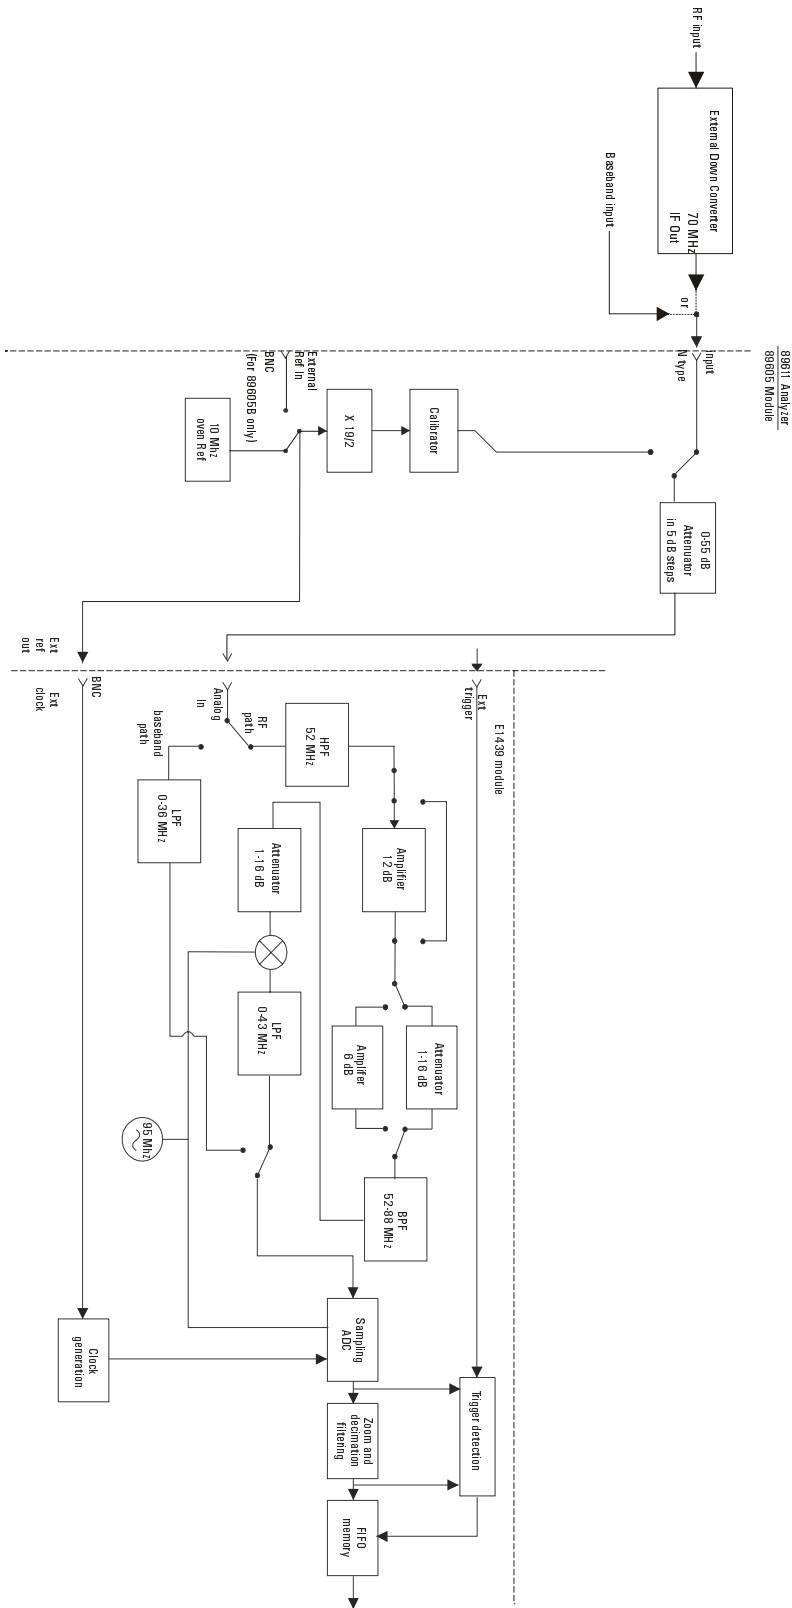 RF input
External Down Converter
70 MHz
IF Out
Baseband input
or
89611 Analyzer
89605 Module
Input
N type
0-55 dB
Attenuator
in 5 dB steps
Calibrator
X 19/2
External
Ref In
BNC
(For 89605B only)
10 Mhz
oven Ref
Ext
ref
out
BNC
Ext
clock
Ext
trigger
E1439 module
Analog
In
RF
path
baseband
path
HPF
52 MHz
LPF
0-36 MHz
Amplifier
12 dB
Attenuator
1-16 dB
Attenuator
1-16 dB
Amplifier
6 dB
LPF
0-43 MHz
95 Mhz
BPF
52-88 MHz
Sampling
ADC
Clock
generation
Trigger detection
Zoom and
decimation
filtering
FIFO
memory